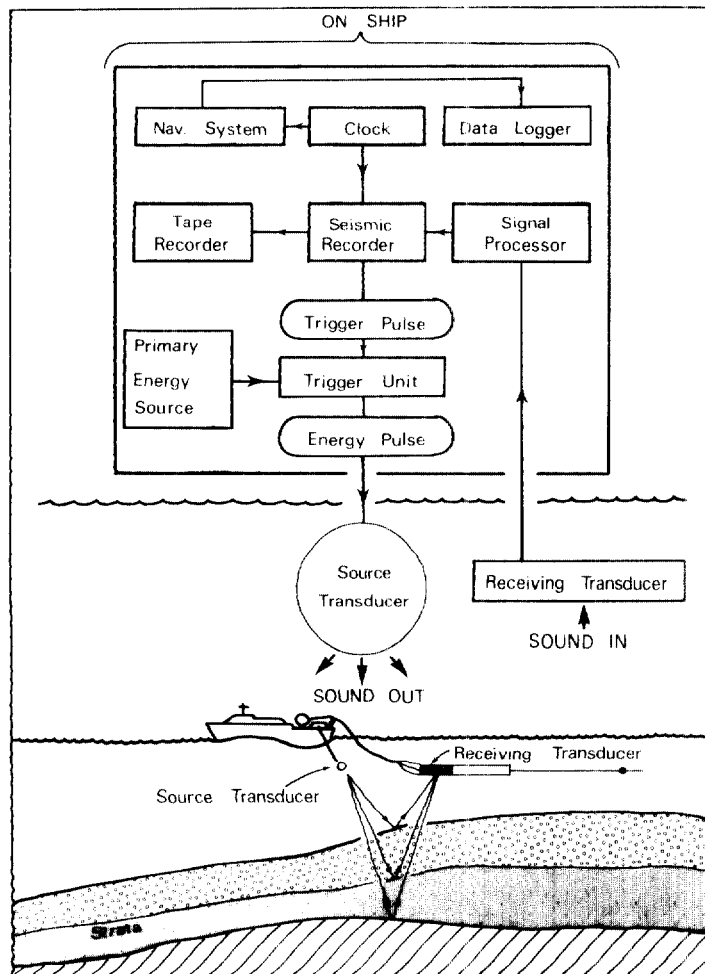 ON SHIP
Nav. System
Clock
Data Logger
Tape
Recorder
Seismic
Recorder
Signal
Processor
Trigger Pulse
Primary
Energy
Source
Trigger Unit
Energy Pulse
Source
Transducer
Receiving Transducer
SOUND IN
SOUND OUT
Receiving Transducer
Source Transducer
Strata